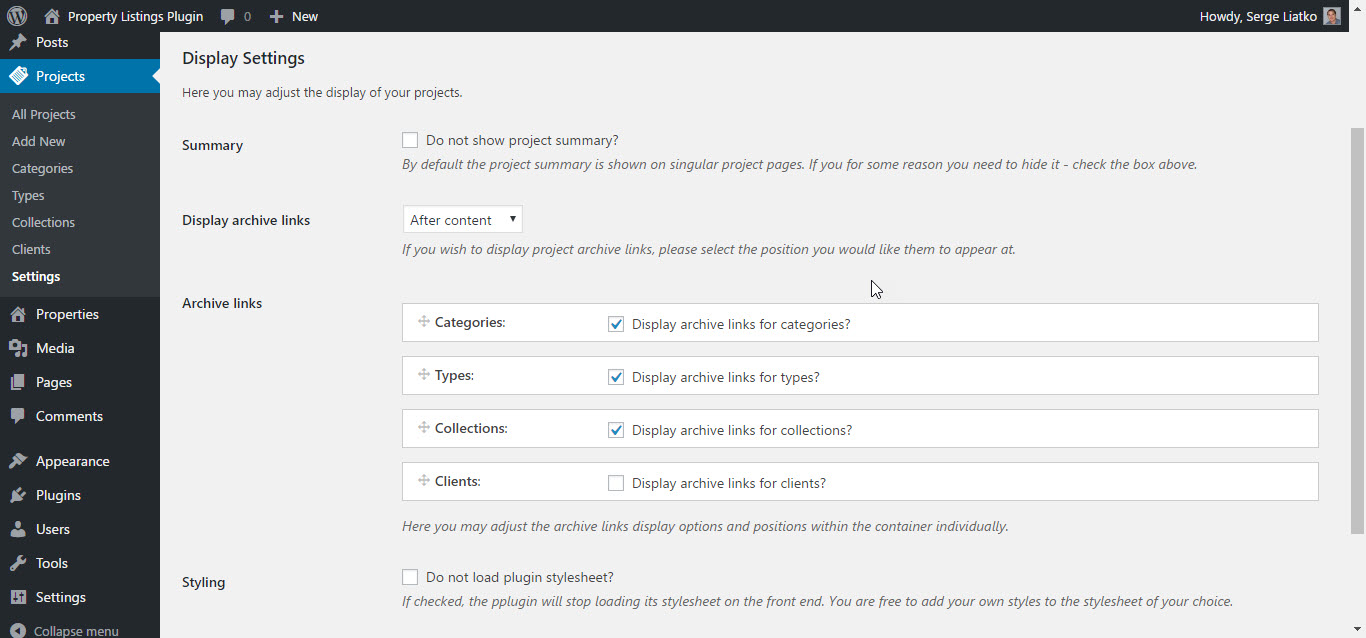 Property Listings Plugin 0 New Howdy, Serge Liatko
Posts
Projects
All Projects
Add New
Categories
Types
Collections
Clients
Settings
Properties
Media
Pages
Comments
Appearance
Plugins
Users
Tools
Settings
Collapse menu
Display Settings
Here you may adjust the display of your projects.
Summary
Do not show project summary?
By default the project summary is shown on singular project pages. If you for some reason you need to hide it - check the box above.
Display archive links
After content
If you wish to display project archive links, please select the position you would like them to appear at.
Archive links
Categories: Display archive links for categories?
Types: Display archive links for types?
Collections: Display archive links for collections?
Clients: Display archive links for clients?
Here you may adjust the archive links display options and positions within the container individually.
Styling
Do not load plugin stylesheet?
If checked, the pplugin will stop loading its stylesheet on the front end. You are free to add your own styles to the stylesheet of your choice.